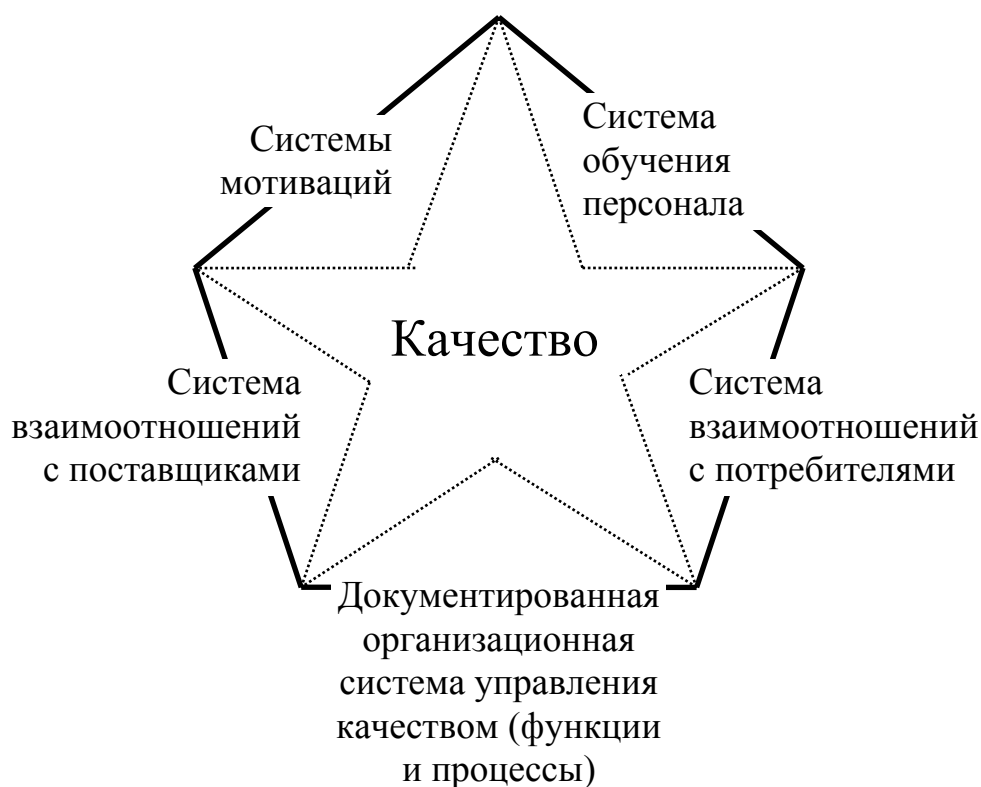 Системы
мотиваций
Система
обучения
персонала
Качество
Система
взаимоотношений
с поставщиками
Система
взаимоотношений
с потребителями
Документированная
организационная
система управления
качеством (функции
и процессы)